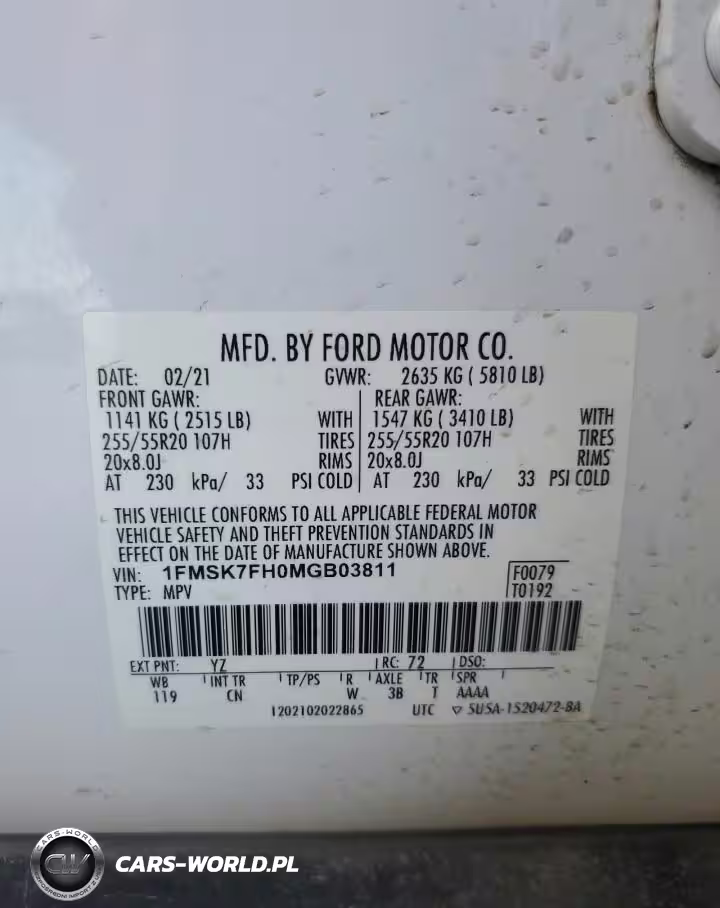 MFD. BY FORD MOTOR CO.
DATE: 02/21 GVWR: 2635 KG ( 5810 LB)
FRONT GAWR: REAR GAWR:
1141 KG ( 2515 LB) WITH 1547 KG ( 3410 LB) WITH
255/55R20 107H TIRES 255/55R20 107H TIRES
20x8.0J RIMS 20x8.0J RIMS
AT 230 kPa/ 33 PSI COLD AT 230 kPa/ 33 PSI COLD
THIS VEHICLE CONFORMS TO ALL APPLICABLE FEDERAL MOTOR
VEHICLE SAFETY AND THEFT PREVENTION STANDARDS IN
EFFECT ON THE DATE OF MANUFACTURE SHOWN ABOVE.
VIN: 1FMSK7FH0MGB03811 F0079
TYPE: MPV T0192
EXT PNT: YZ RC: 72 DSO:
WB INT TR TP/PS R AXLE TR SPR
119 CN W 3B T AAAA
1202102022865 UTC ▽ 5USA-1520472-BA
CARS-WORLD
CW
CARS-WORLD.PL